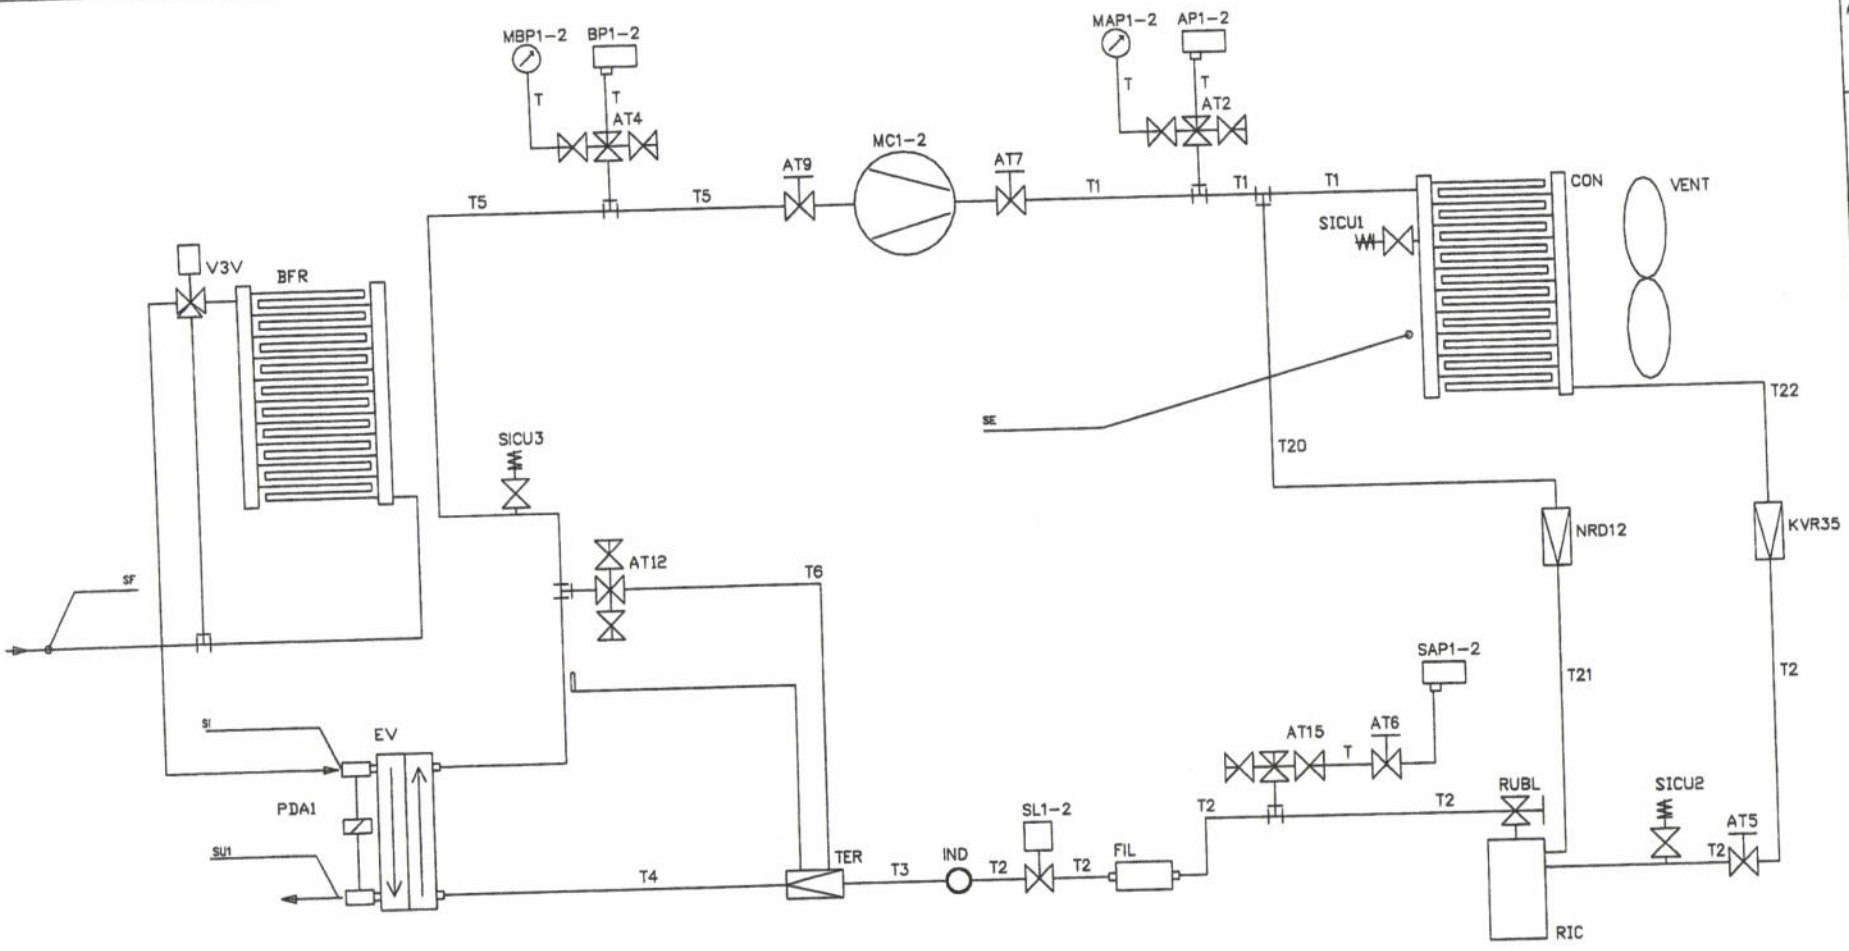 MBP1-2
BP1-2
MAP1-2
AP1-2
T
T
AT4
T
T
AT2
MC1-2
AT9
AT7
T5
T5
T1
T1
T1
CON
VENT
SICU1
V3V
BFR
T22
SE
T20
SICU3
NRD12
KVR35
AT12
T6
SF
SAP1-2
T21
T2
SI
EV
AT15
T
AT6
PDA1
SL1-2
T2
T2
RUBL
SICU2
AT5
SU1
TER
IND
FIL
T4
T3
T2
T2
T2
RIC